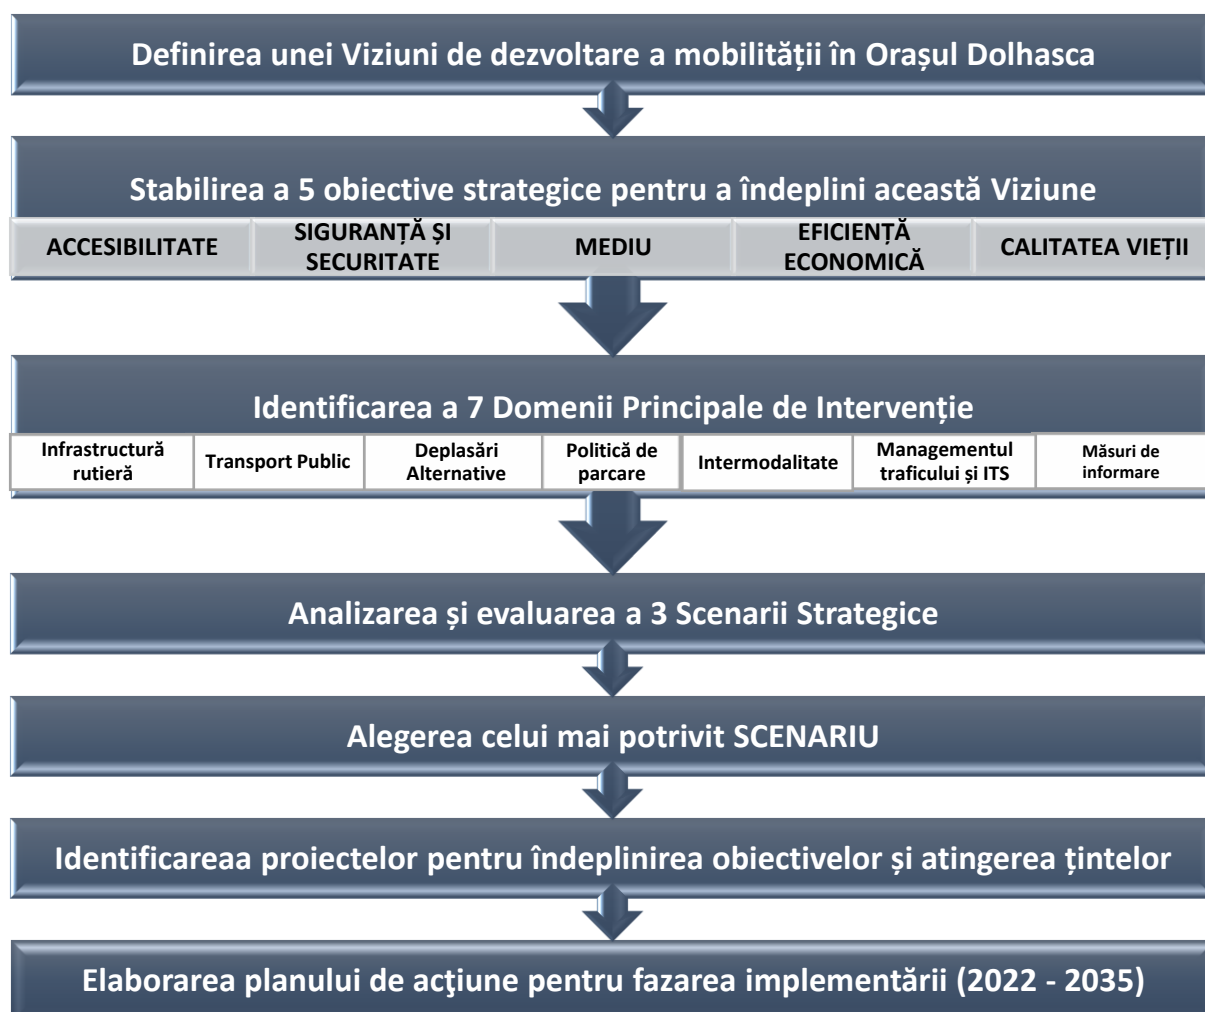 Definirea unei Viziuni de dezvoltare a mobilității în Orașul Dolhasca
Stabilirea a 5 obiective strategice pentru a îndeplini această Viziune
ACCESIBILITATE
SIGURANȚĂ ȘI
SECURITATE
MEDIU
EFICIENȚĂ
ECONOMICĂ
CALITATEA VIEȚII
Identificarea a 7 Domenii Principale de Intervenție
Infrastructură
rutieră
Transport Public
Deplasări
Alternative
Politică de
parcare
Intermodalitate
Managementul
traficului și ITS
Măsuri de
informare
Analizarea și evaluarea a 3 Scenarii Strategice
Alegerea celui mai potrivit SCENARIU
Identificareaa proiectelor pentru îndeplinirea obiectivelor și atingerea țintelor
Elaborarea planului de acţiune pentru fazarea implementării (2022 - 2035)